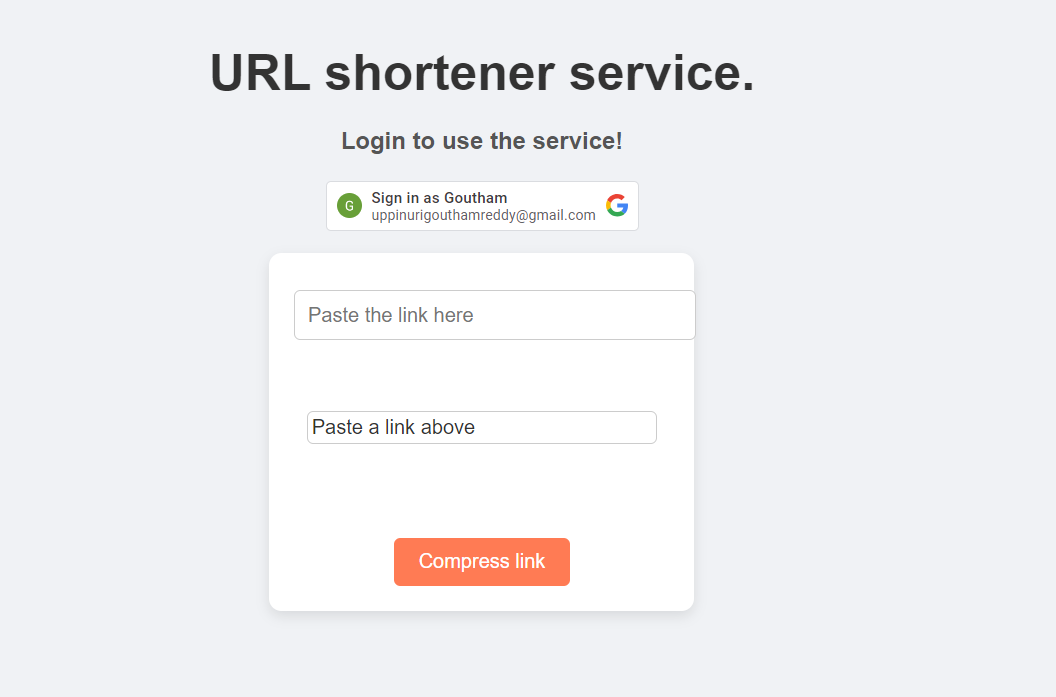 URL shortener service.
Login to use the service!
G
Sign in as Goutham
uppinurigouthamreddy@gmail.com
Paste the link here
Paste a link above
Compress link